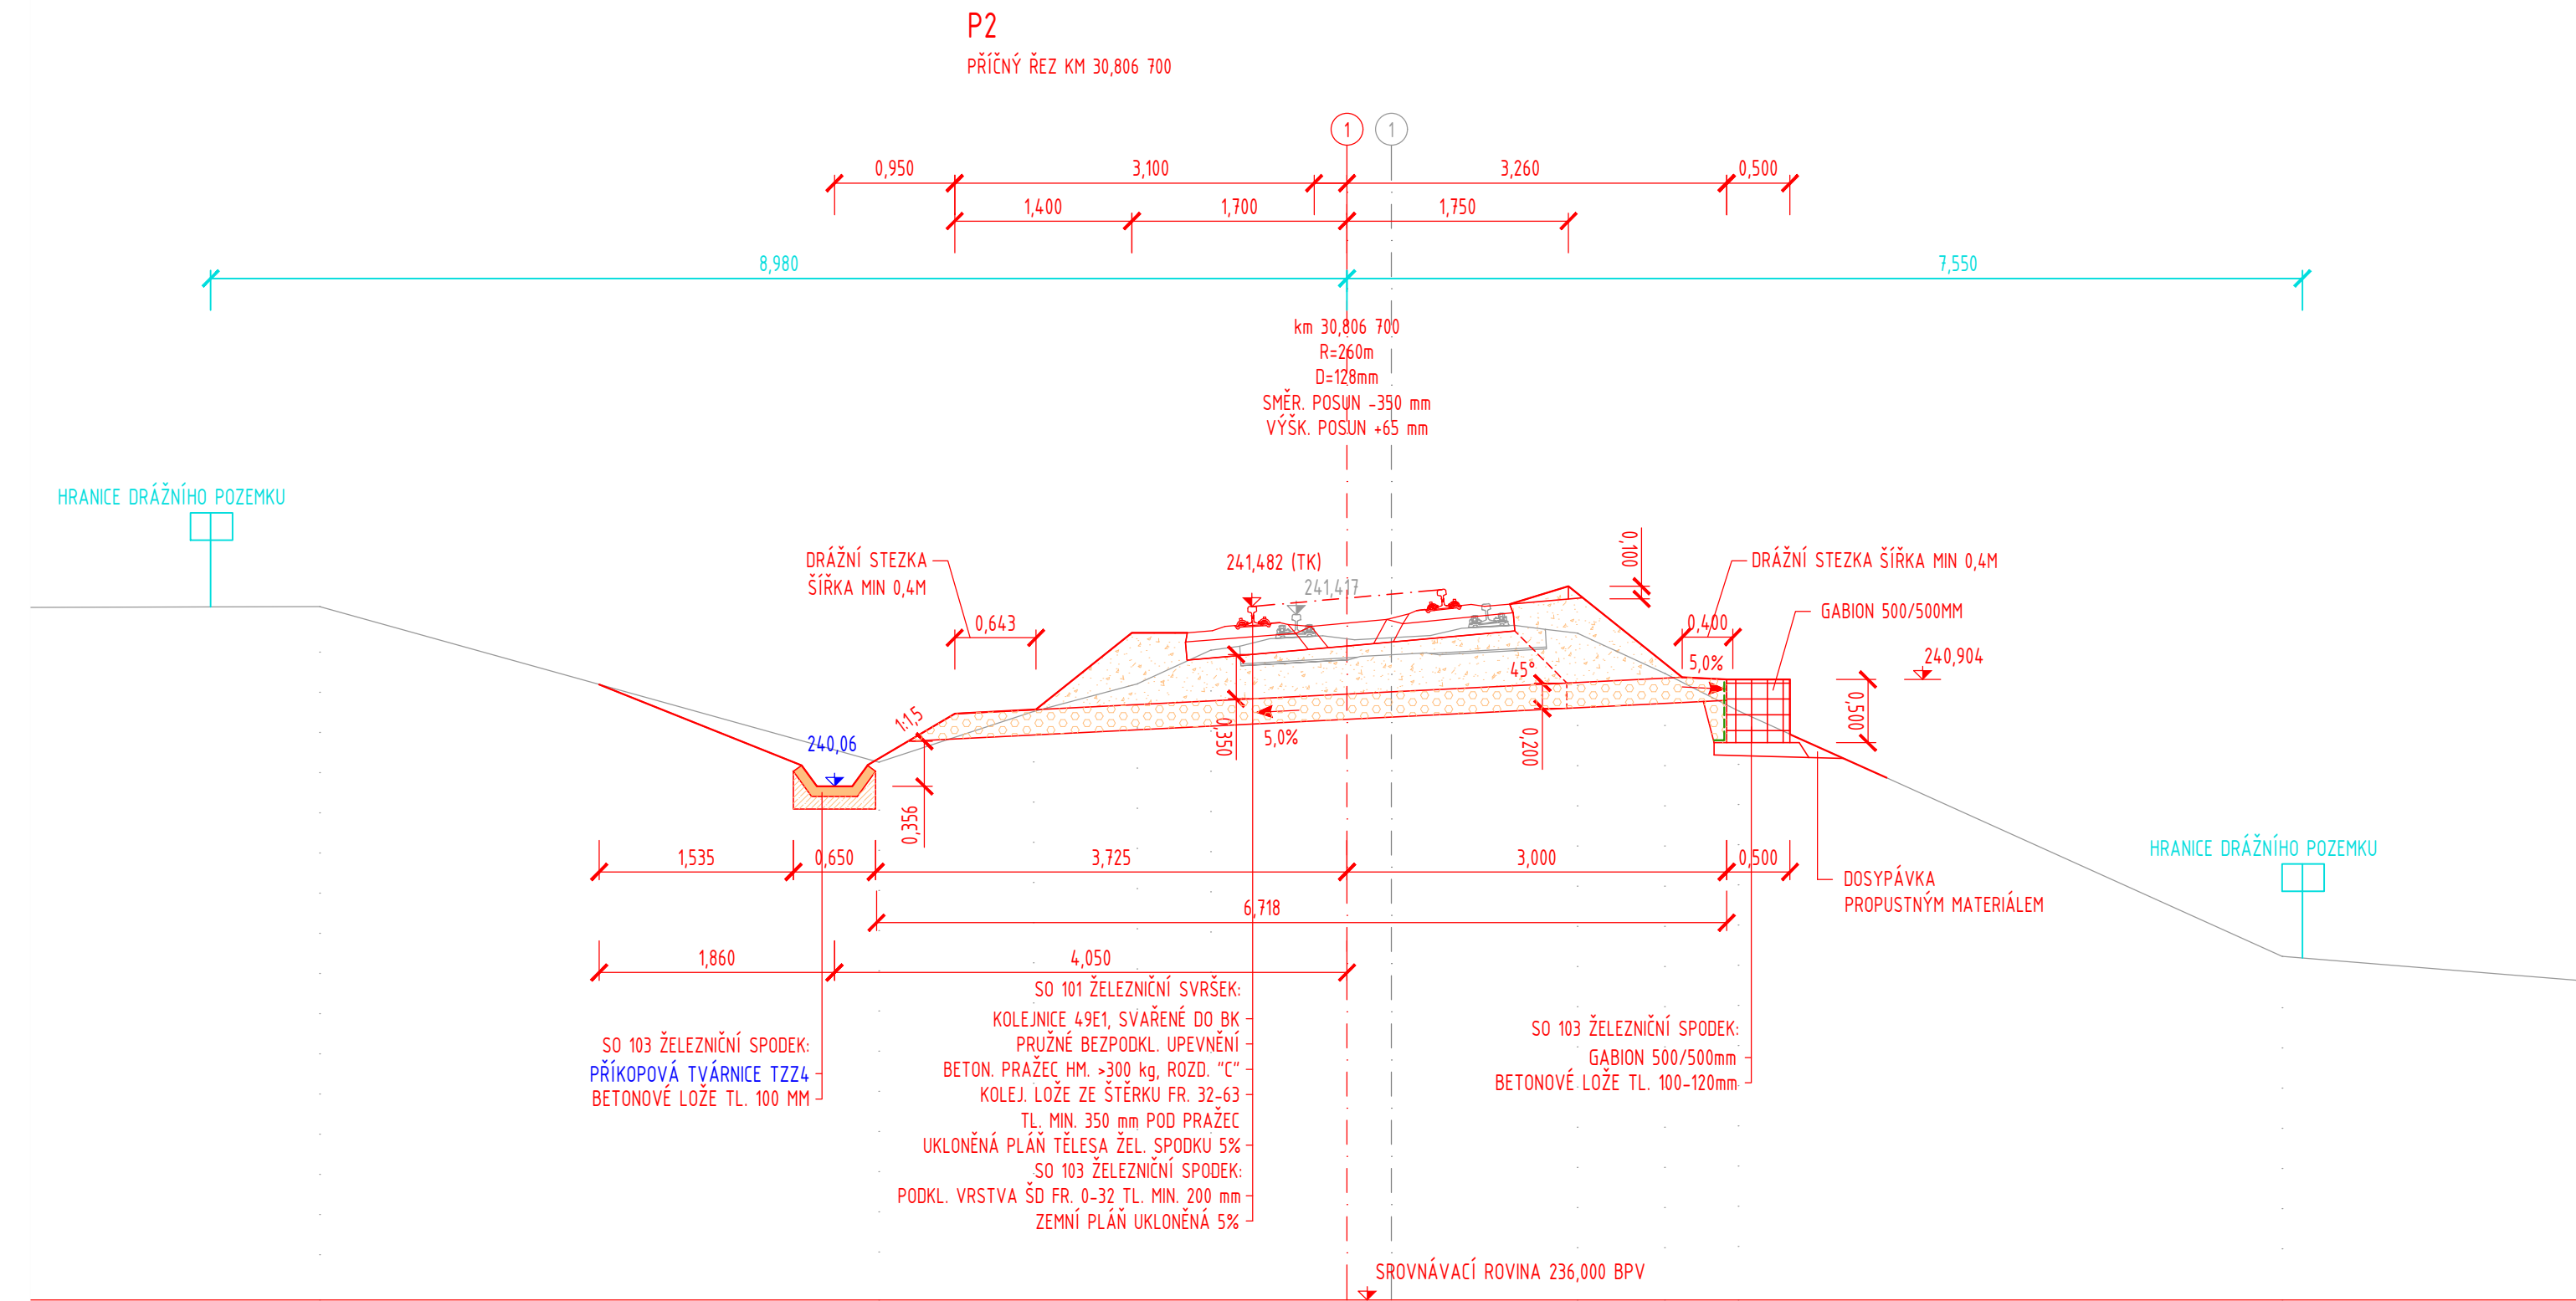 P2
PŘÍČNÝ ŘEZ KM 30,806 700
1
1
0,950
3,100
3,260
0,500
1,400
1,700
1,750
8,980
7,550
km 30,806 700
R=260m
D=128mm
SMĚR. POSUN -350 mm
VÝŠK. POSUN +65 mm
HRANICE DRÁŽNÍHO POZEMKU
DRÁŽNÍ STEZKA
ŠÍŘKA MIN 0,4M
241,482 (TK)
241,417
0,100
DRÁŽNÍ STEZKA ŠÍŘKA MIN 0,4M
GABION 500/500MM
0,643
0,400
240,904
5,0%
45°
1:1,5
240,06
0,350
5,0%
0,200
0,500
0,356
1,535
0,650
3,725
3,000
0,500
HRANICE DRÁŽNÍHO POZEMKU
DOSYPÁVKA
PROPUSTNÝM MATERIÁLEM
6,718
1,860
4,050
SO 101 ŽELEZNIČNÍ SVRŠEK:
KOLEJNICE 49E1, SVAŘENÉ DO BK
PRUŽNÉ BEZPODKL. UPEVNĚNÍ
BETON. PRAŽEC HM. >300 kg, ROZD. "C"
KOLEJ. LOŽE ZE ŠTĚRKU FR. 32-63
TL. MIN. 350 mm POD PRAŽEC
UKLONĚNÁ PLÁŇ TĚLESA ŽEL. SPODKU 5%
SO 103 ŽELEZNIČNÍ SPODEK:
PODKL. VRSTVA ŠD FR. 0-32 TL. MIN. 200 mm
ZEMNÍ PLÁŇ UKLONĚNÁ 5%
SO 103 ŽELEZNIČNÍ SPODEK:
PŘÍKOPOVÁ TVÁRNICE TZZ4
BETONOVÉ LOŽE TL. 100 MM
SO 103 ŽELEZNIČNÍ SPODEK:
GABION 500/500mm
BETONOVÉ LOŽE TL. 100-120mm
SROVNÁVACÍ ROVINA 236,000 BPV